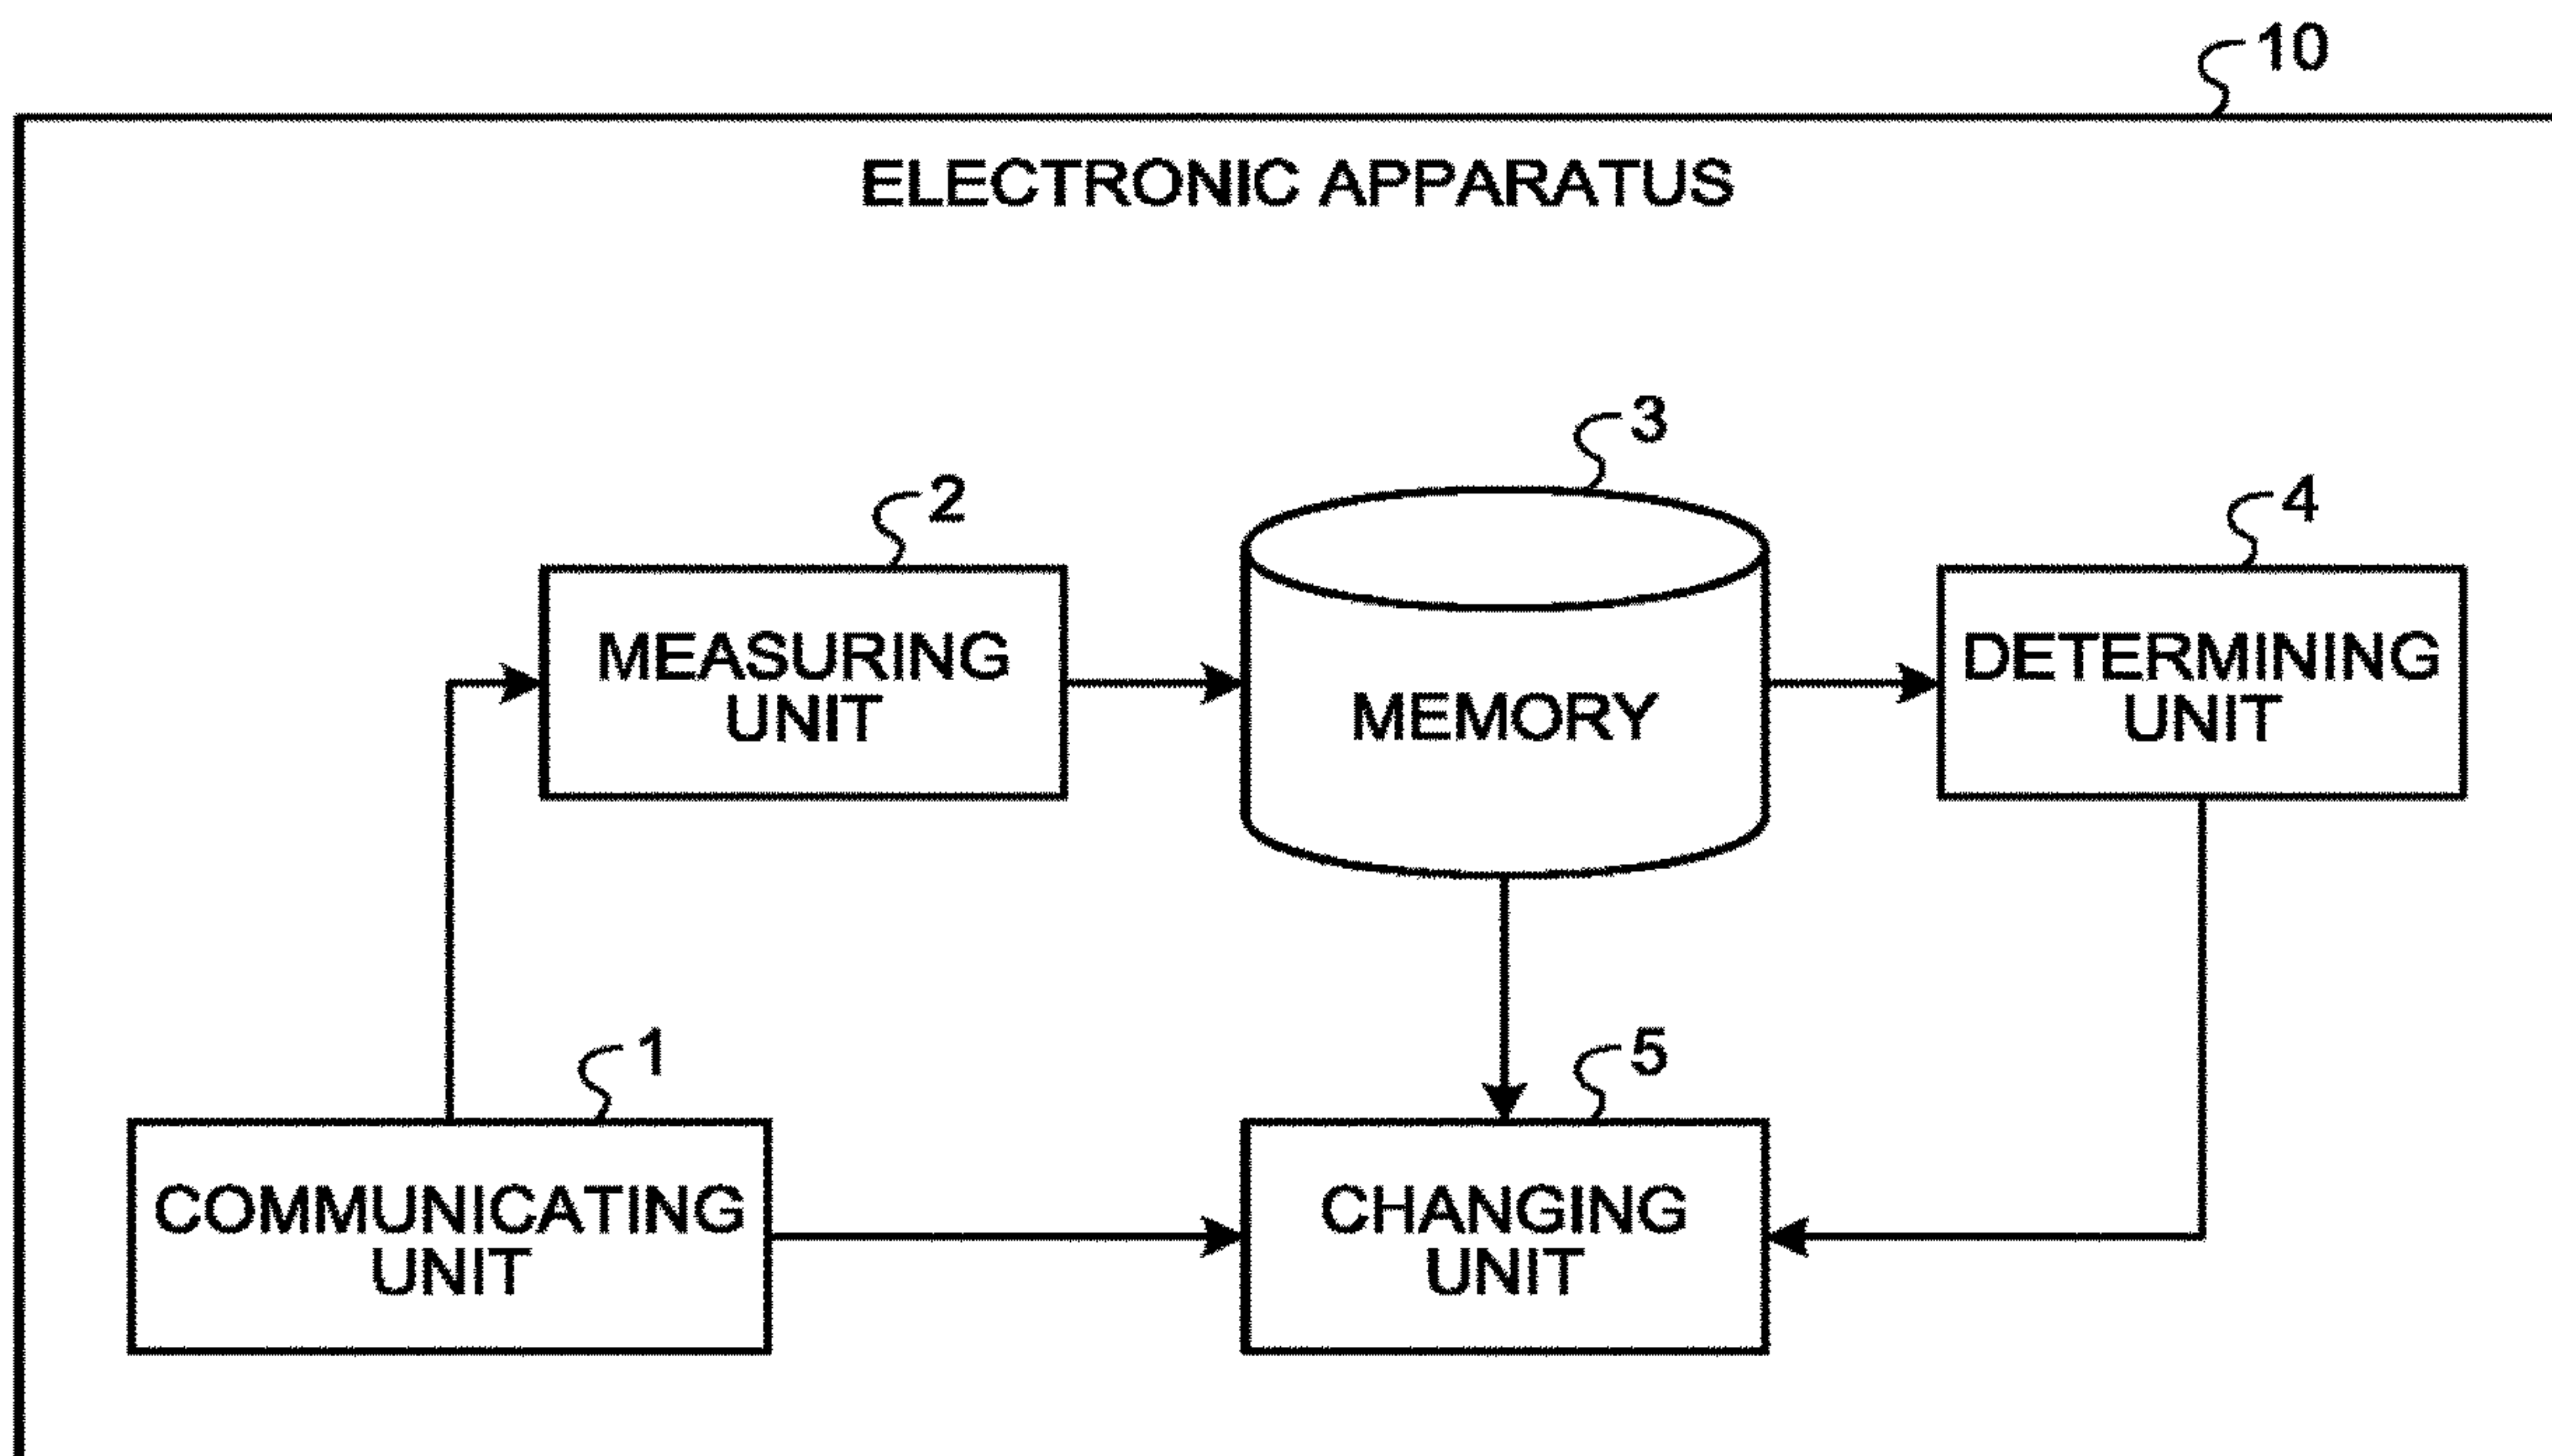 10
ELECTRONIC APPARATUS
3
2
4
MEASURING
UNIT
MEMORY
DETERMINING
UNIT
1
5
COMMUNICATING
UNIT
CHANGING
UNIT